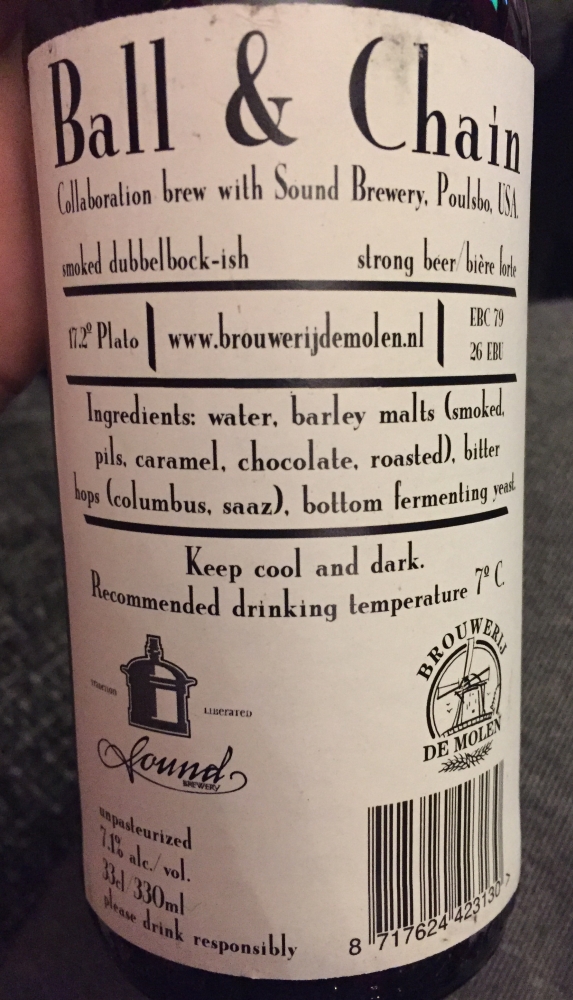 Ball & Chain
Collaboration brew with Sound Brewery, Poulsbo, USA.
smoked dubbelbock-ish strong beer/bière forte
17.2º Plato | www.brouwerijdemolen.nl | EBC 79
26 EBU
Ingredients: water, barley malts (smoked,
pils, caramel, chocolate, roasted), bitter
hops (columbus, saaz), bottom fermenting yeast.
Keep cool and dark.
Recommended drinking temperature 7º C.
LIBERATED
Sound
BREWERY
BROUWERIJ
DE MOLEN
unpasteurized
7.1% alc./vol.
33cl/330ml
please drink responsibly
8 717624 423130 >